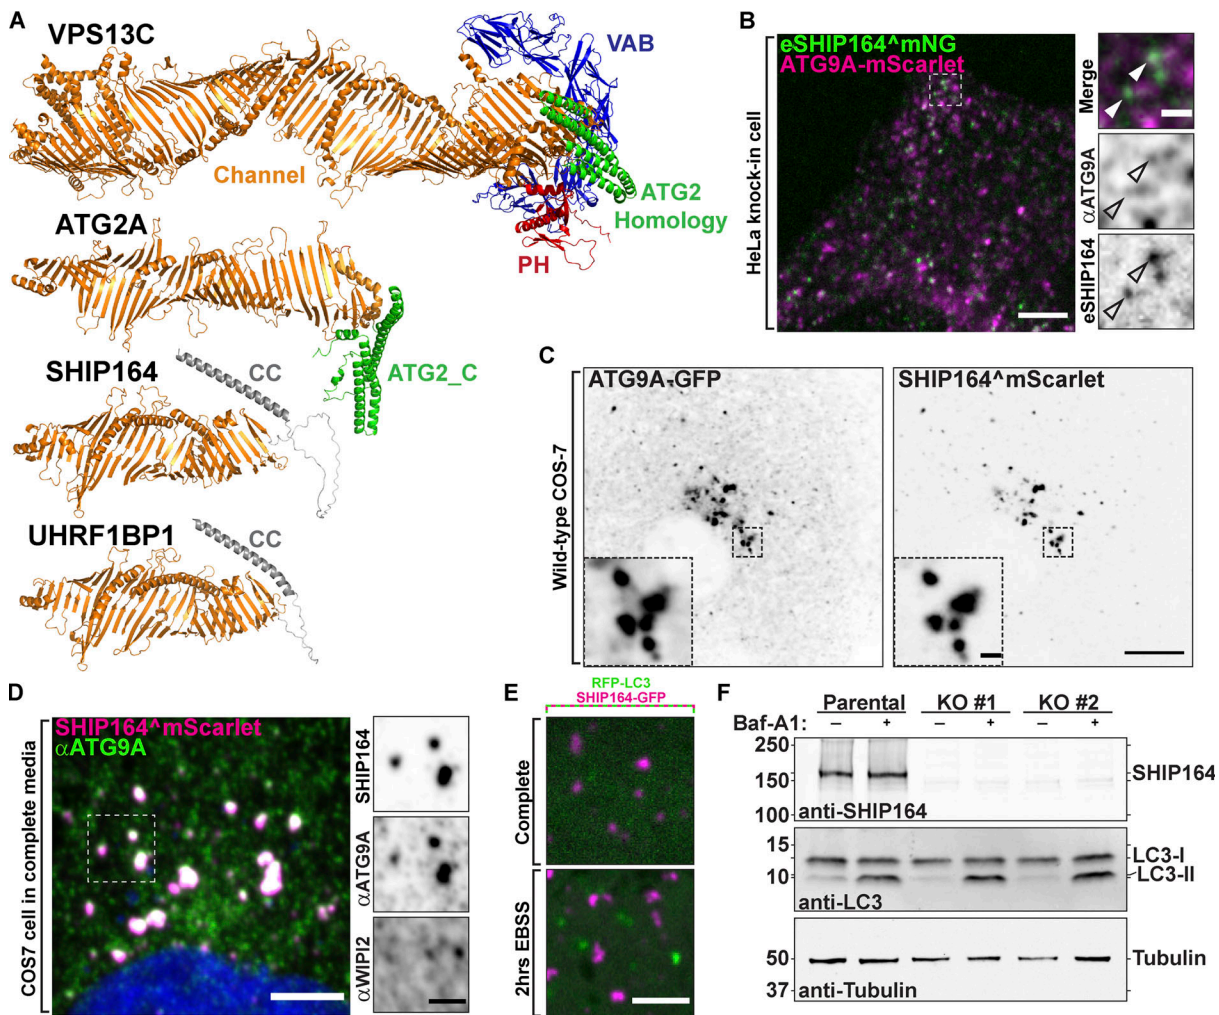 A
VPS13C
VAB
Channel
ATG2
Homology
PH
ATG2A
ATG2_C
SHIP164
CC
UHRF1BP1
CC
B
HeLa knock-in cell
eSHIP164^mNG
ATG9A-mScarlet
Merge
αATG9A
eSHIP164
C
Wild-type COS-7
ATG9A-GFP
SHIP164^mScarlet
D
COS7 cell in complete media
SHIP164^mScarlet
αATG9A
SHIP164
αATG9A
αWIPI2
E
RFP-LC3
SHIP164-GFP
Complete
2hrs EBSS
F
Parental KO #1 KO #2
Baf-A1: – + – + – +
250
150
100
SHIP164
anti-SHIP164
15
10
LC3-I
LC3-II
anti-LC3
50
37
Tubulin
anti-Tubulin